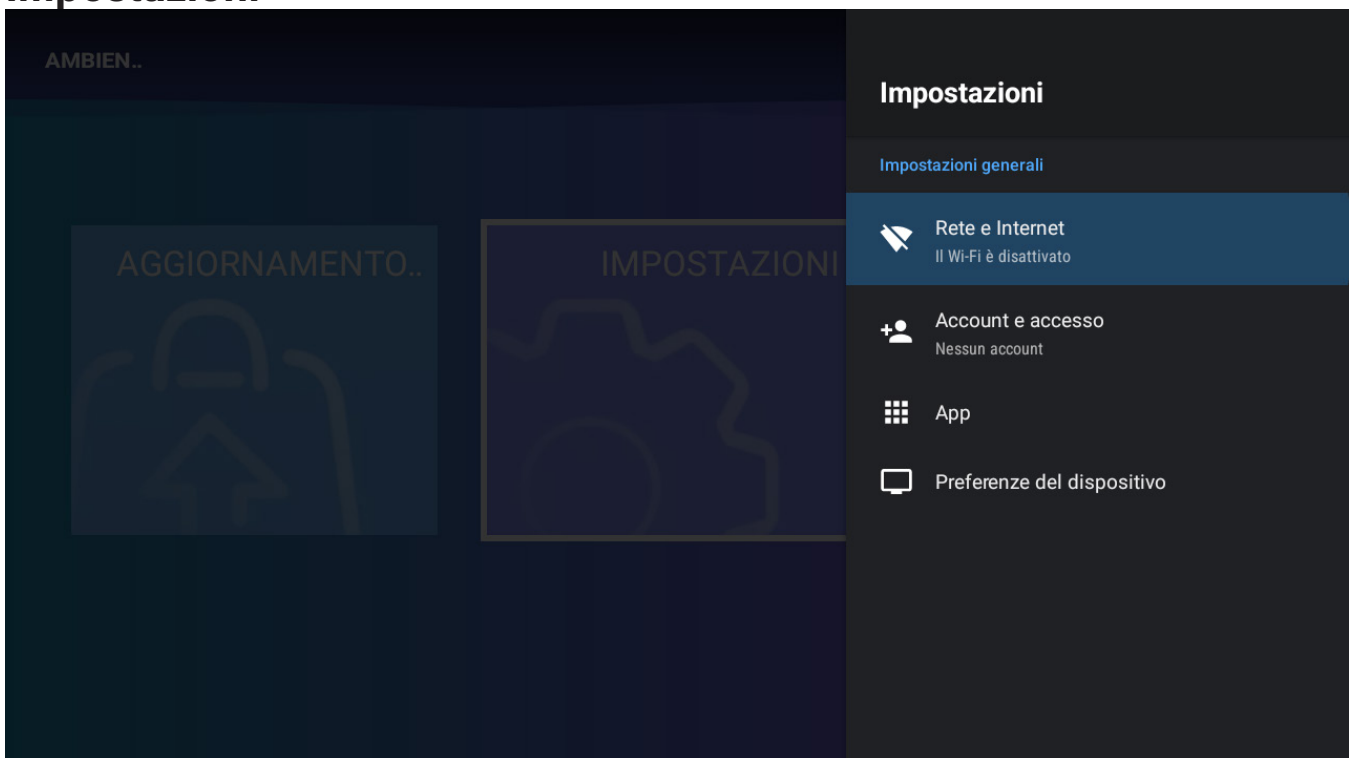 Impostazioni
AMBIEN..
AGGIORNAMENTO..
IMPOSTAZIONI
Impostazioni
Impostazioni generali
Rete e Internet
Il Wi-Fi è disattivato
Account e accesso
Nessun account
App
Preferenze del dispositivo